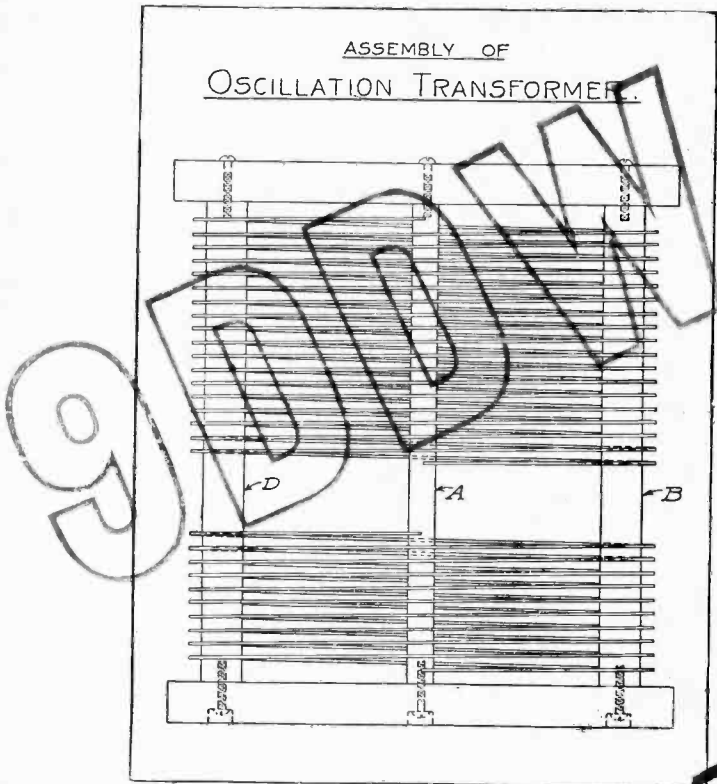 ASSEMBLY OF
OSCILLATION TRANSFORMER.
9DDW
D
A
B